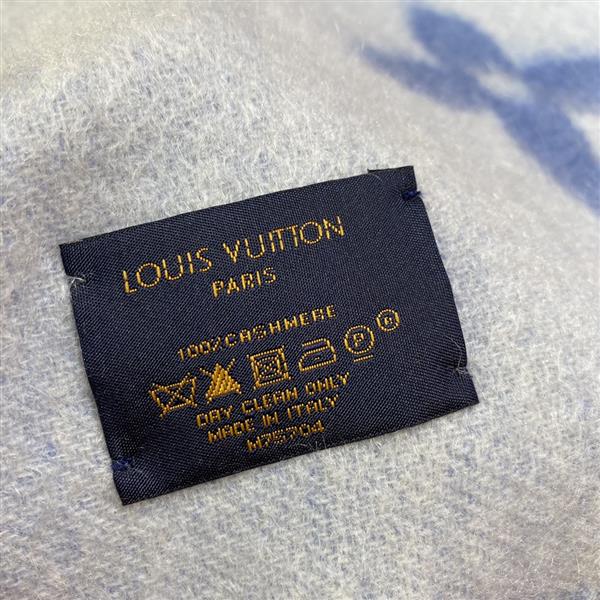 LOUIS VUITTON
PARIS
100%CASHMERE
P R
DRY CLEAN ONLY
MADE IN ITALY
M75704